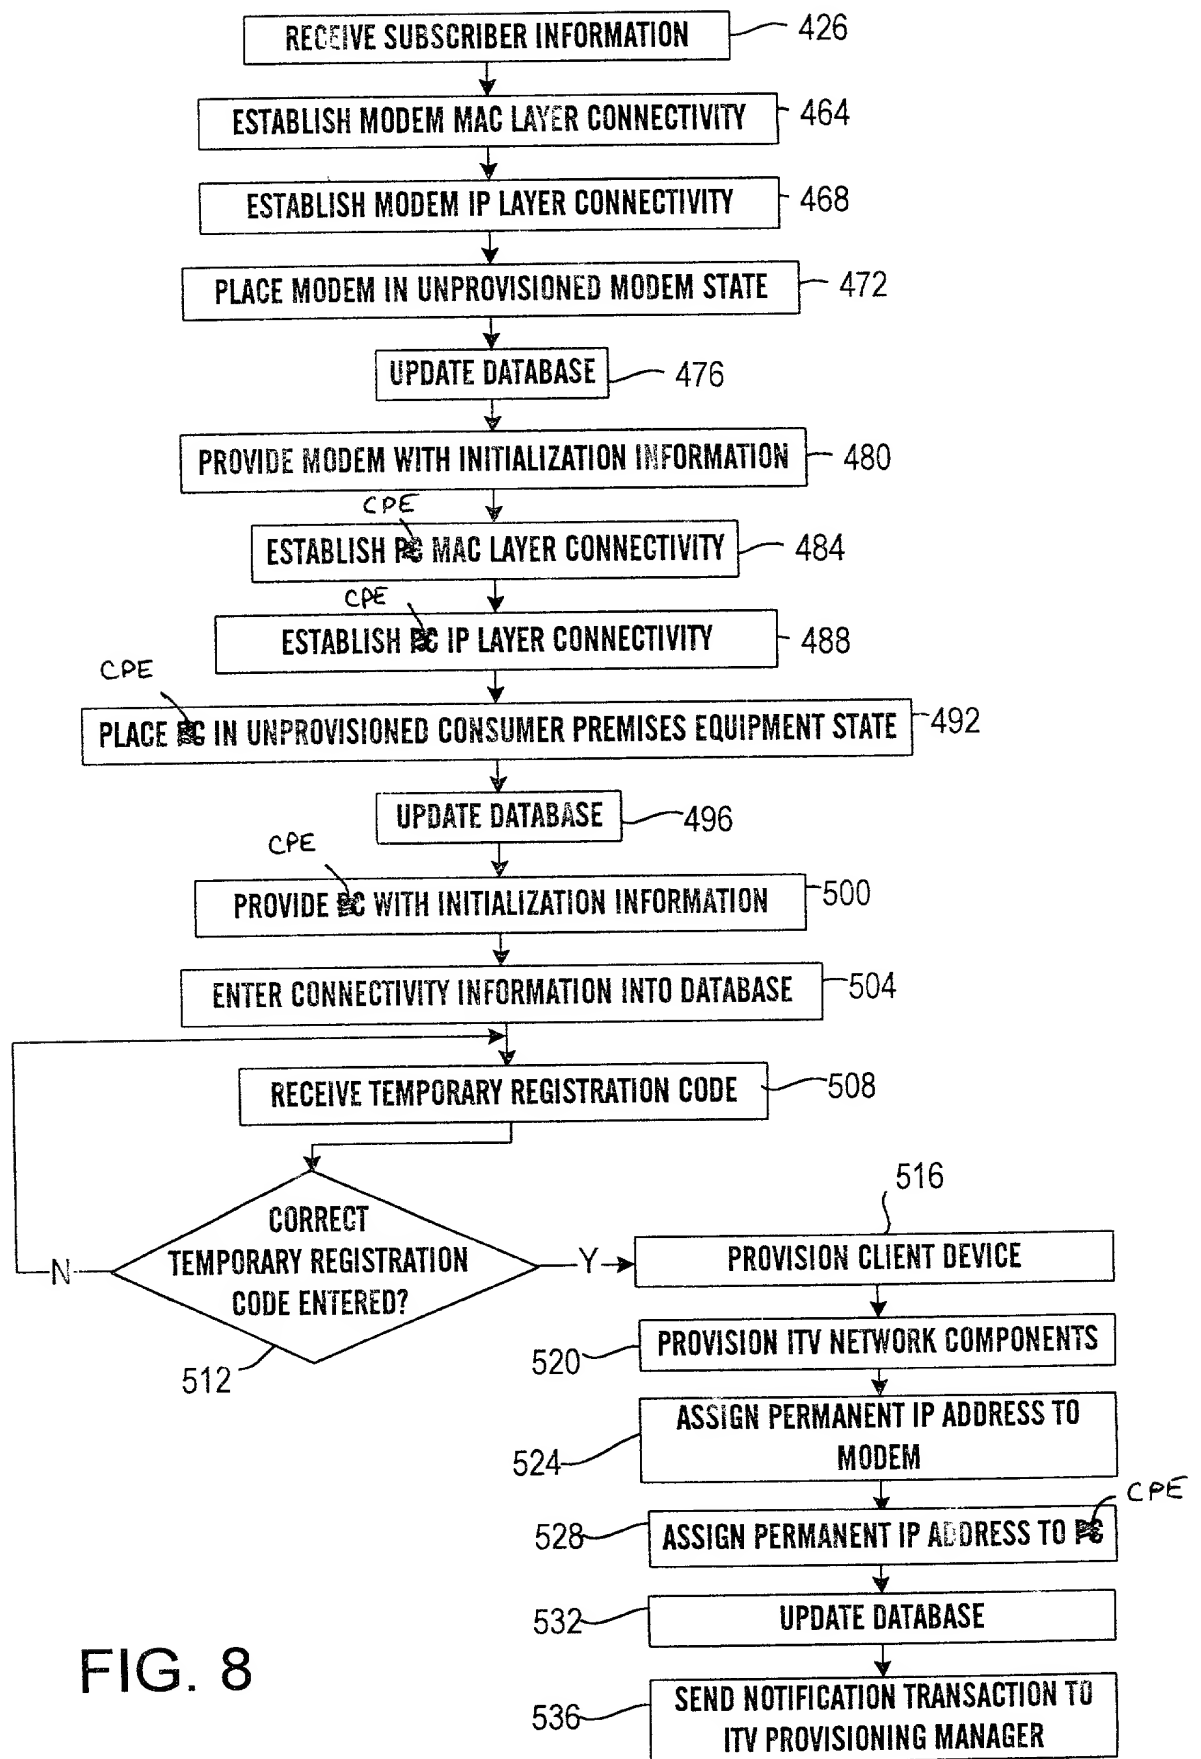 RECEIVE SUBSCRIBER INFORMATION
426
ESTABLISH MODEM MAC LAYER CONNECTIVITY
464
ESTABLISH MODEM IP LAYER CONNECTIVITY
468
PLACE MODEM IN UNPROVISIONED MODEM STATE
472
UPDATE DATABASE
476
PROVIDE MODEM WITH INITIALIZATION INFORMATION
480
CPE
ESTABLISH PC MAC LAYER CONNECTIVITY
484
CPE
ESTABLISH PC IP LAYER CONNECTIVITY
488
CPE
PLACE PC IN UNPROVISIONED CONSUMER PREMISES EQUIPMENT STATE
492
UPDATE DATABASE
496
CPE
PROVIDE PC WITH INITIALIZATION INFORMATION
500
ENTER CONNECTIVITY INFORMATION INTO DATABASE
504
RECEIVE TEMPORARY REGISTRATION CODE
508
CORRECT
TEMPORARY REGISTRATION
CODE ENTERED?
N
Y
512
516
PROVISION CLIENT DEVICE
PROVISION ITV NETWORK COMPONENTS
520
ASSIGN PERMANENT IP ADDRESS TO
MODEM
524
CPE
ASSIGN PERMANENT IP ADDRESS TO PC
528
UPDATE DATABASE
532
SEND NOTIFICATION TRANSACTION TO
ITV PROVISIONING MANAGER
536
FIG. 8